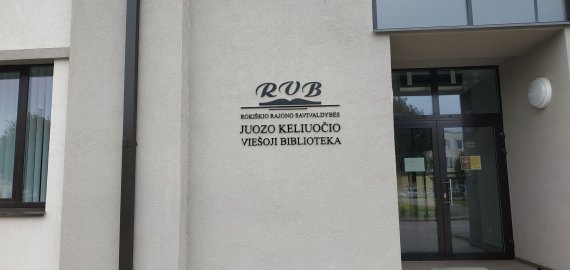 RVB
ROKIŠKIO RAJONO SAVIVALDYBĖS
JUOZO KELIUOČIO
VIEŠOJI BIBLIOTEKA